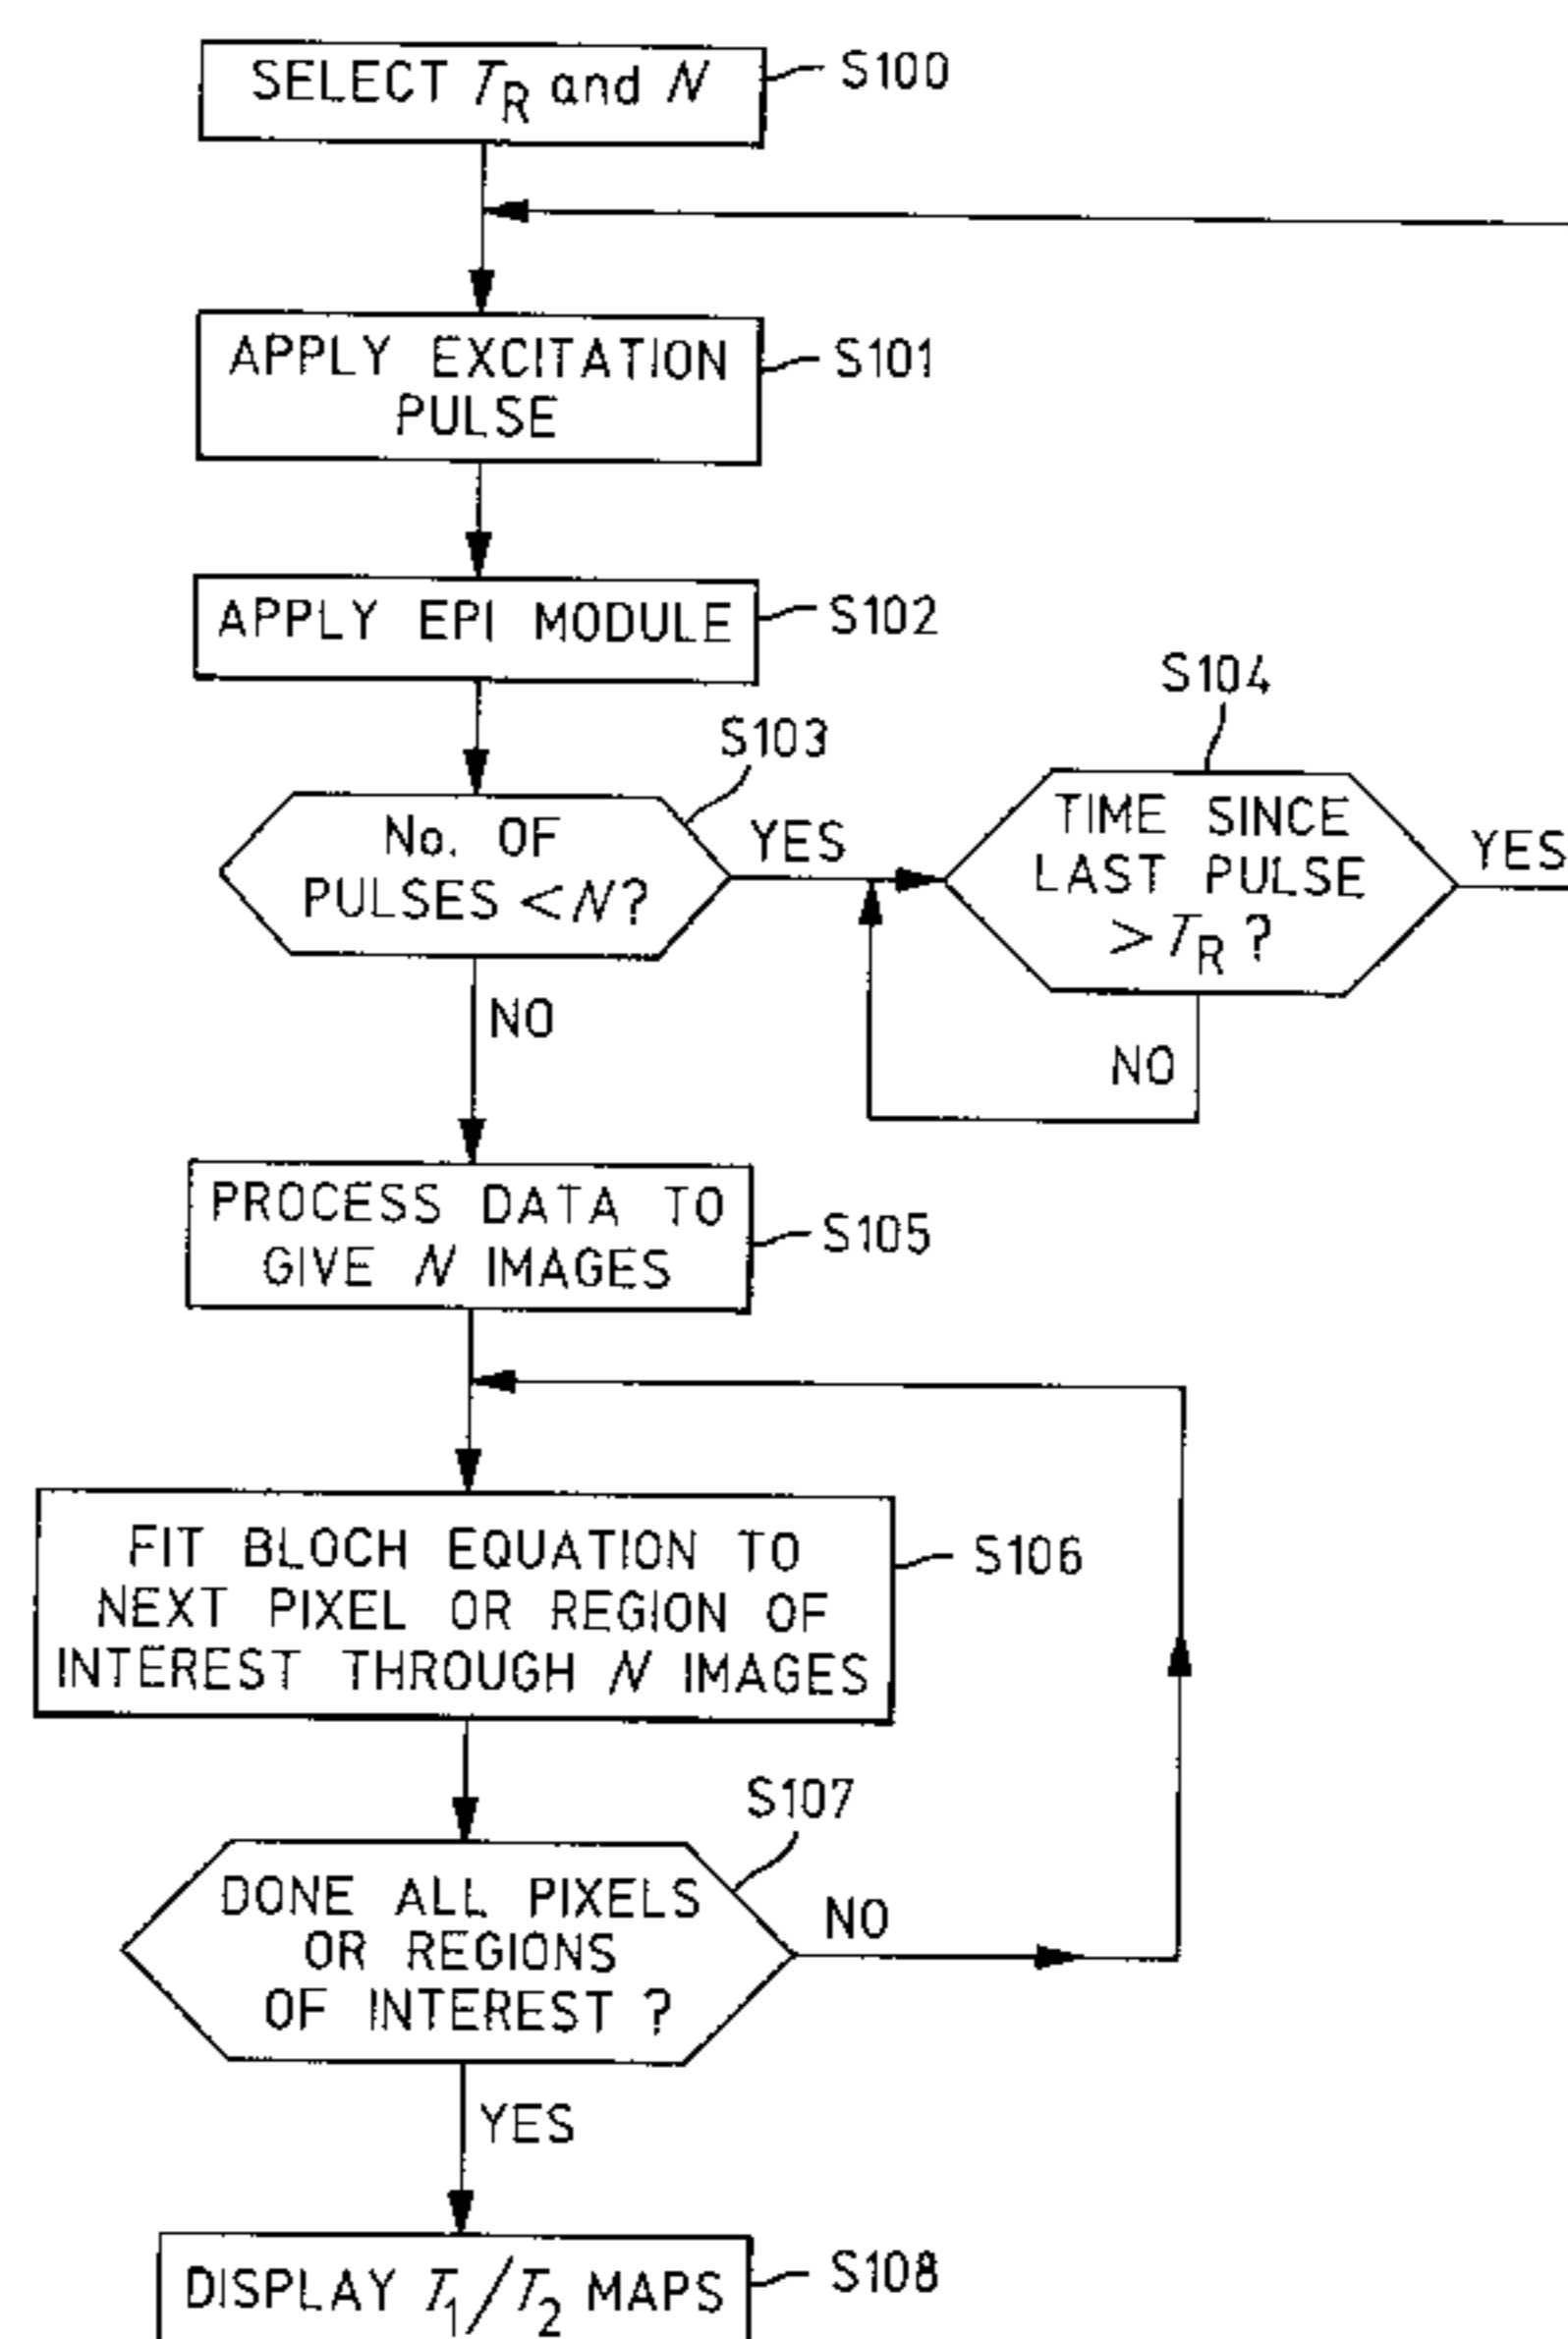 SELECT TR and N
S100
APPLY EXCITATION
PULSE
S101
APPLY EPI MODULE
S102
S103
No. OF
PULSES < N?
YES
NO
S104
TIME SINCE
LAST PULSE
> TR ?
YES
NO
PROCESS DATA TO
GIVE N IMAGES
S105
FIT BLOCH EQUATION TO
NEXT PIXEL OR REGION OF
INTEREST THROUGH N IMAGES
S106
S107
DONE ALL PIXELS
OR REGIONS
OF INTEREST ?
NO
YES
DISPLAY T1/T2 MAPS
S108